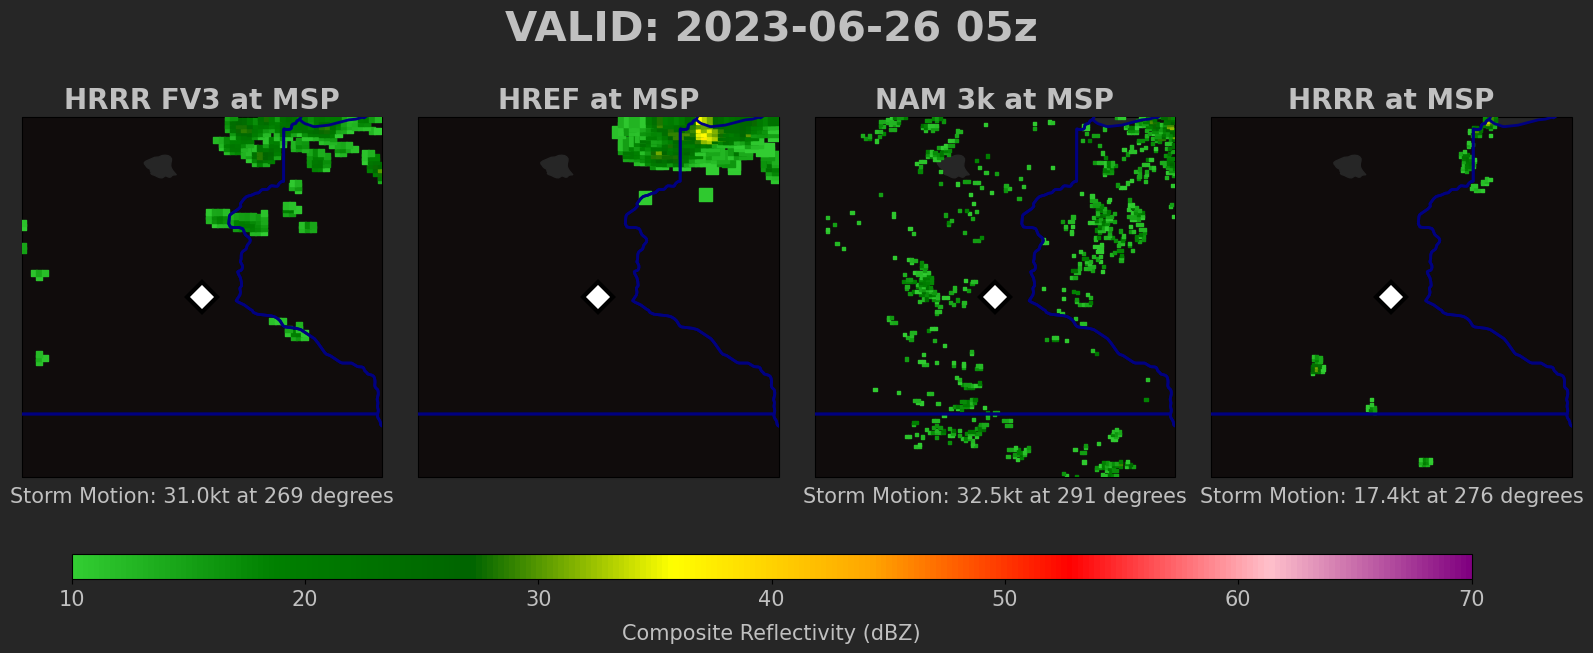 VALID: 2023-06-26 05z
HRRR FV3 at MSP
HREF at MSP
NAM 3k at MSP
HRRR at MSP
Storm Motion: 31.0kt at 269 degrees
Storm Motion: 32.5kt at 291 degrees
Storm Motion: 17.4kt at 276 degrees
10 20 30 40 50 60 70
Composite Reflectivity (dBZ)